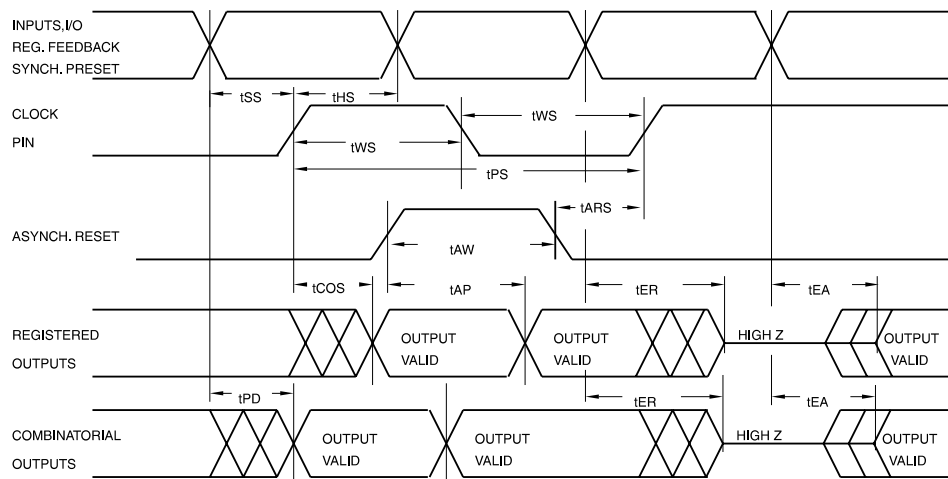 INPUTS,I/O
REG. FEEDBACK
SYNCH. PRESET
tSS
tHS
CLOCK
PIN
tWS
tWS
tPS
tARS
ASYNCH. RESET
tAW
tCOS
tAP
tER
tEA
REGISTERED
OUTPUTS
OUTPUT
VALID
OUTPUT
VALID
HIGH Z
OUTPUT
VALID
tPD
tER
tEA
COMBINATORIAL
OUTPUTS
OUTPUT
VALID
OUTPUT
VALID
HIGH Z
OUTPUT
VALID